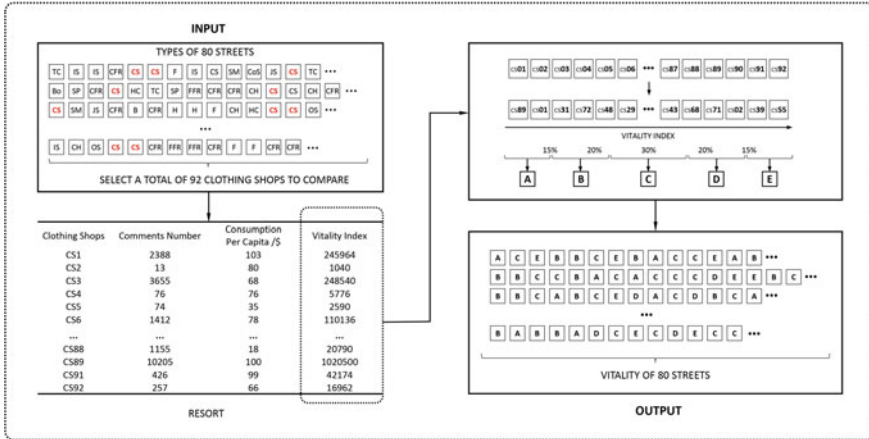 INPUT
TYPES OF 80 STREETS
TC IS IS CFR CS CS F IS CS SM CoS JS CS TC •••
Bo SP CFR CS HC TC SP FFR CFR CFR CH CS CS CH CFR •••
CS SM JS CFR B CFR H H F CH HC CS CS OS •••
•••
IS CH OS CS CS CFR FFR FFR CFR F F CFR CFR •••
SELECT A TOTAL OF 92 CLOTHING SHOPS TO COMPARE
Clothing Shops Comments Number Consumption Per Capita /$ Vitality Index
CS1 2388 103 245964
CS2 13 80 1040
CS3 3655 68 248540
CS4 76 76 5776
CS5 74 35 2590
CS6 1412 78 110136
... ... ... ...
CS88 1155 18 20790
CS89 10205 100 1020500
CS91 426 99 42174
CS92 257 66 16962
RESORT
CS01 CS02 CS03 CS04 CS05 CS06 ••• CS87 CS88 CS89 CS90 CS91 CS92
CS89 CS01 CS31 CS72 CS48 CS29 ••• CS43 CS68 CS71 CS02 CS39 CS55
VITALITY INDEX
15% 20% 30% 20% 15%
A B C D E
A C E B B C E B A C C E A B •••
B B C C B A C A C C C D E E B C •••
B B C A B C E D A C D B C A •••
•••
B A B B A D C E C D E C C •••
VITALITY OF 80 STREETS
OUTPUT